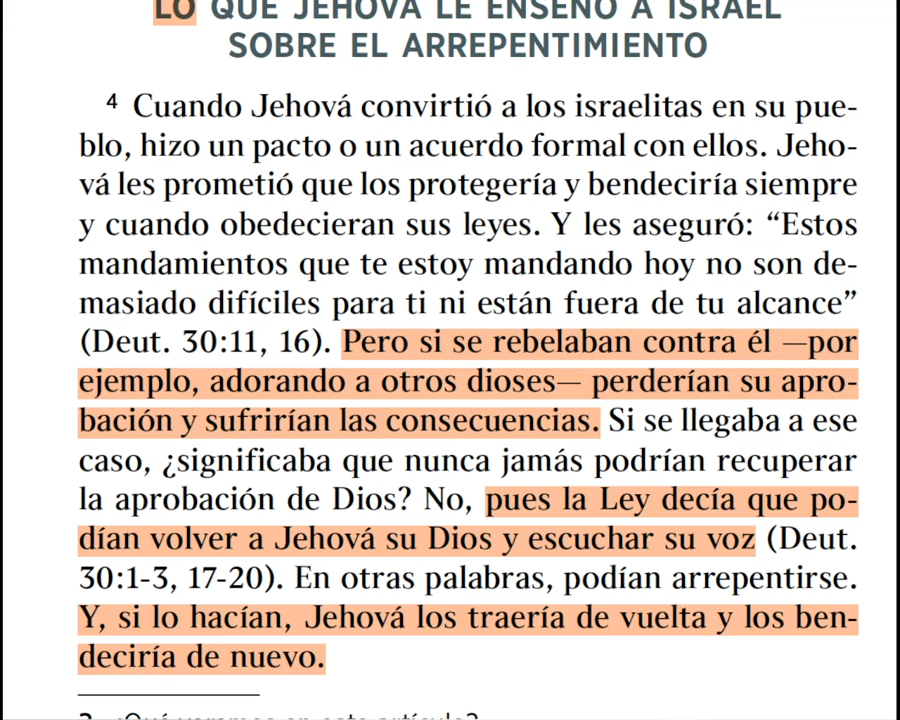 LO QUE JEHOVÁ LE ENSEÑÓ A ISRAEL
SOBRE EL ARREPENTIMIENTO
4 Cuando Jehová convirtió a los israelitas en su pue-
blo, hizo un pacto o un acuerdo formal con ellos. Jeho-
vá les prometió que los protegería y bendeciría siempre
y cuando obedecieran sus leyes. Y les aseguró: “Estos
mandamientos que te estoy mandando hoy no son de-
masiado difíciles para ti ni están fuera de tu alcance”
(Deut. 30:11, 16). Pero si se rebelaban contra él —por
ejemplo, adorando a otros dioses— perderían su apro-
bación y sufrirían las consecuencias. Si se llegaba a ese
caso, ¿significaba que nunca jamás podrían recuperar
la aprobación de Dios? No, pues la Ley decía que po-
dían volver a Jehová su Dios y escuchar su voz (Deut.
30:1-3, 17-20). En otras palabras, podían arrepentirse.
Y, si lo hacían, Jehová los traería de vuelta y los ben-
deciría de nuevo.
¿Qué veremos en este artículo?